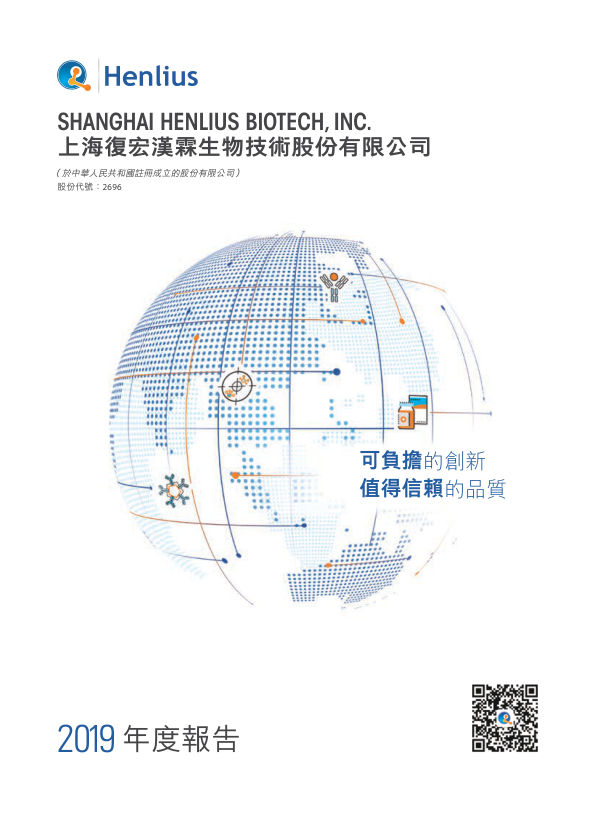 Henlius
SHANGHAI HENLIUS BIOTECH, INC.
上海復宏漢霖生物技術股份有限公司
(於中華人民共和國註冊成立的股份有限公司)
股份代號：2696
可負擔的創新
值得信賴的品質
2019 年度報告